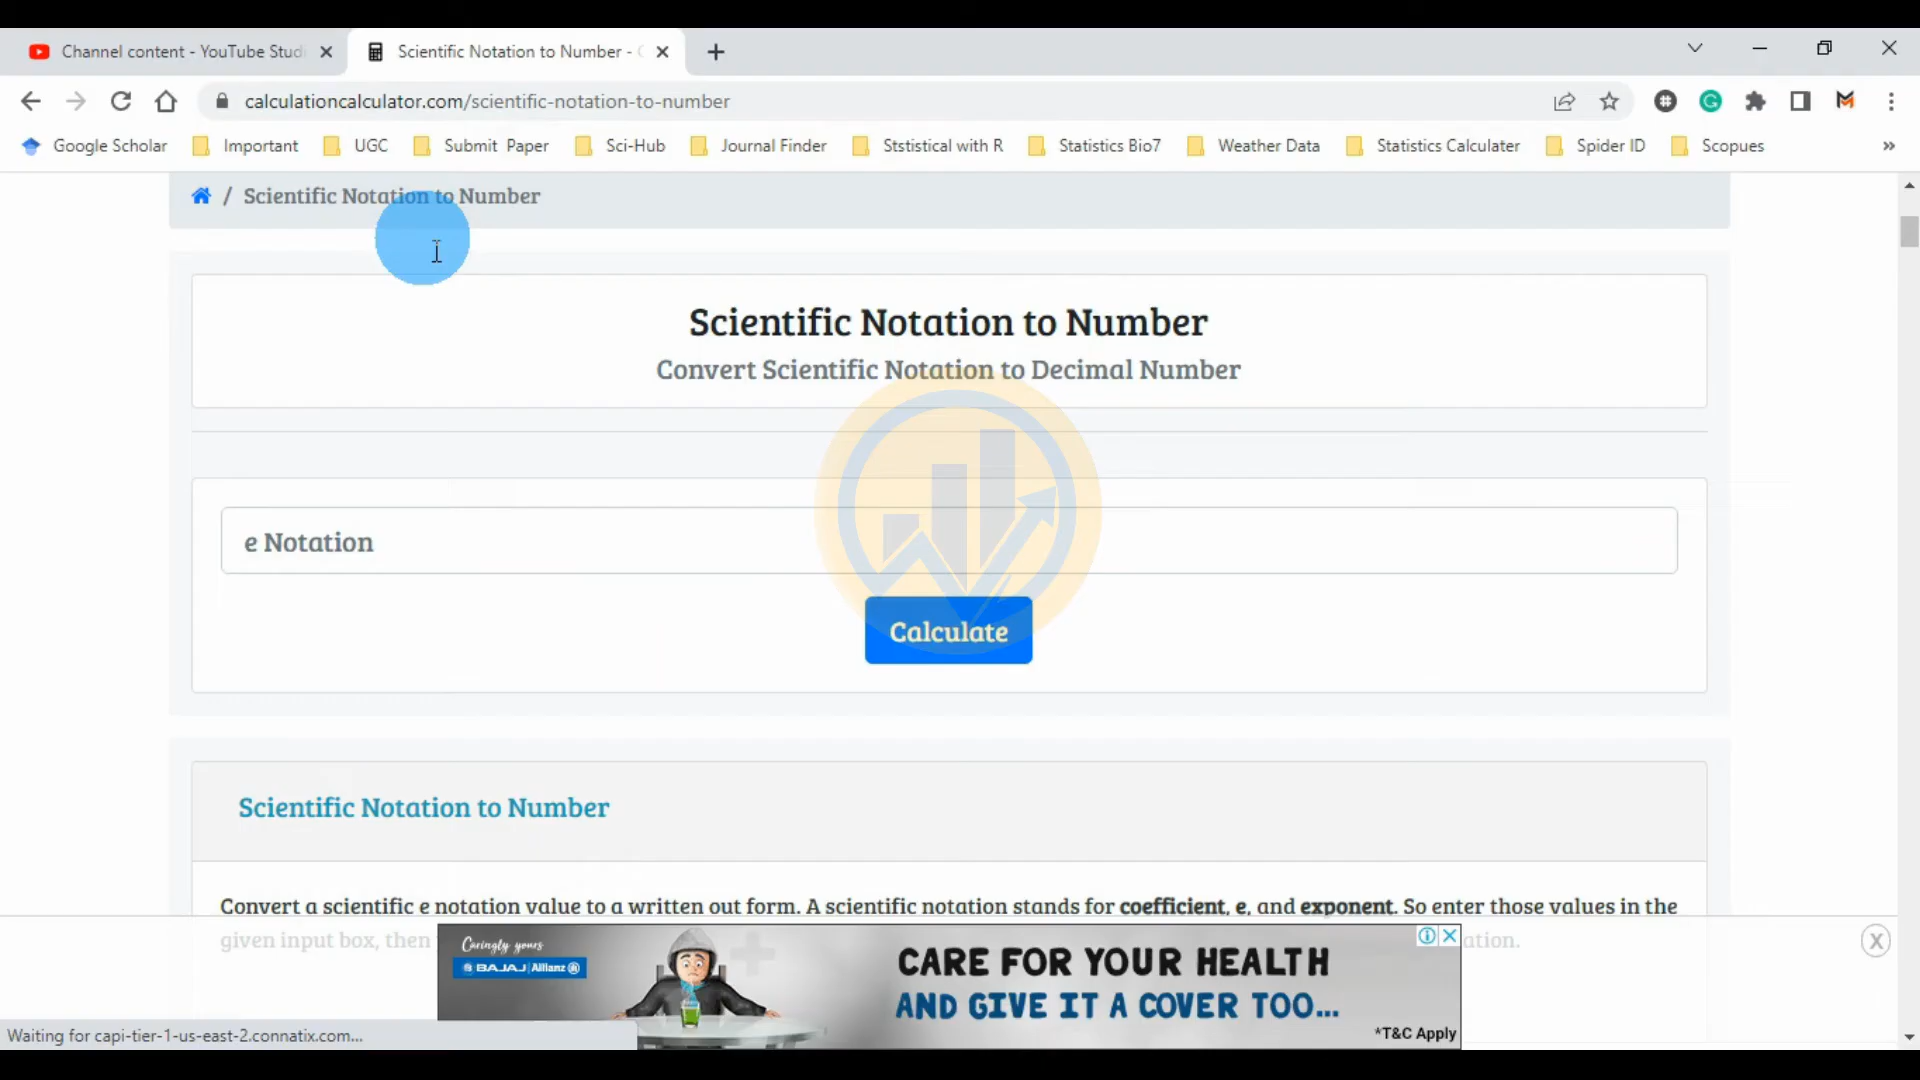 Channel content - YouTube Studi
Scientific Notation to Number -
calculationcalculator.com/scientific-notation-to-number
Google Scholar
Important
UGC
Submit Paper
Sci-Hub
Journal Finder
Ststistical with R
Statistics Bio7
Weather Data
Statistics Calculater
Spider ID
Scopues
/ Scientific Notation to Number
Scientific Notation to Number
Convert Scientific Notation to Decimal Number
e Notation
Calculate
Scientific Notation to Number
Convert a scientific e notation value to a written out form. A scientific notation stands for coefficient, e, and exponent. So enter those values in the
given input box, then
ation.
Caringly yours
BAJAJ | Allianz
CARE FOR YOUR HEALTH
AND GIVE IT A COVER TOO...
*T&C Apply
Waiting for capi-tier-1-us-east-2.connatix.com...